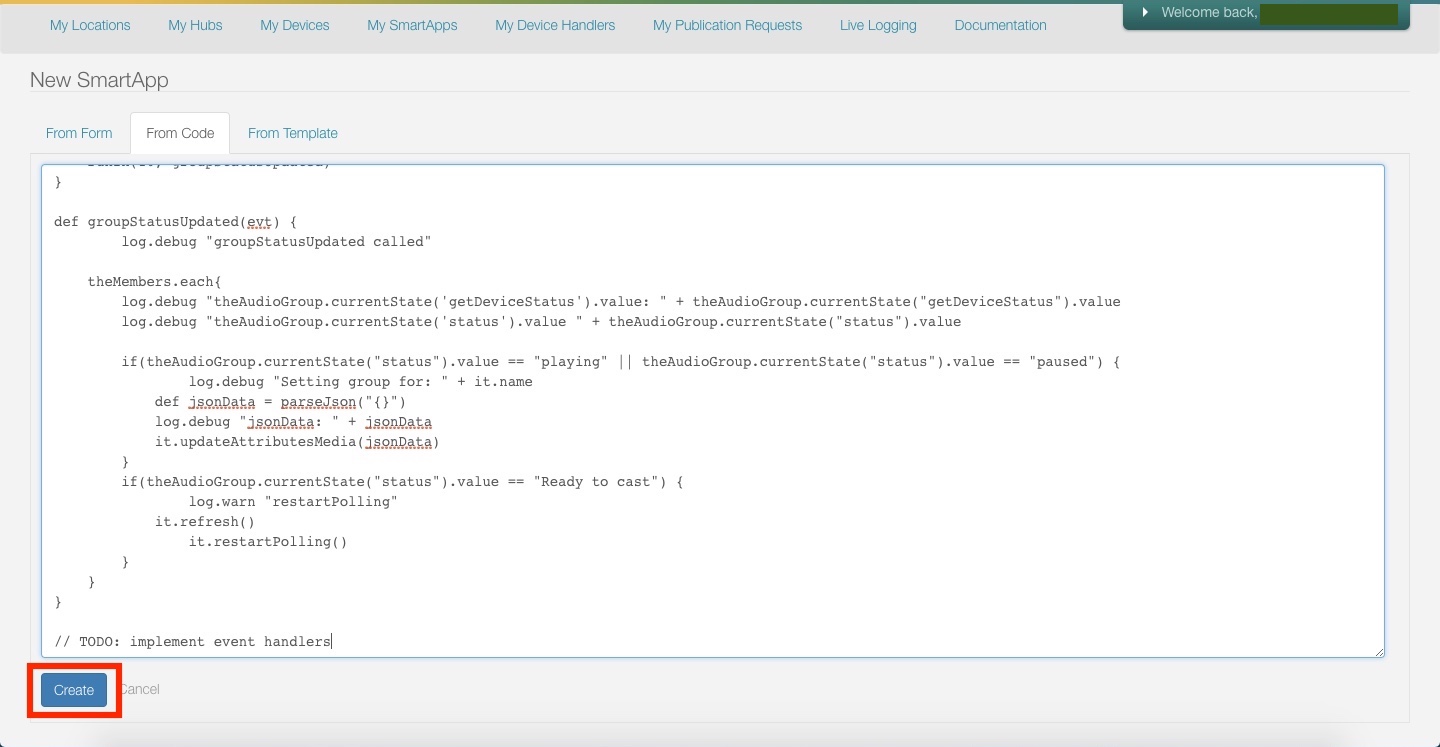 My Locations My Hubs My Devices My SmartApps My Device Handlers My Publication Requests Live Logging Documentation Welcome back,
New SmartApp
From Form From Code From Template
}
def groupStatusUpdated(evt) {
log.debug "groupStatusUpdated called"
theMembers.each{
log.debug "theAudioGroup.currentState('getDeviceStatus').value: " + theAudioGroup.currentState("getDeviceStatus").value
log.debug "theAudioGroup.currentState('status').value " + theAudioGroup.currentState("status").value
if(theAudioGroup.currentState("status").value == "playing" || theAudioGroup.currentState("status").value == "paused") {
log.debug "Setting group for: " + it.name
def jsonData = parseJson("{}")
log.debug "jsonData: " + jsonData
it.updateAttributesMedia(jsonData)
}
if(theAudioGroup.currentState("status").value == "Ready to cast") {
log.warn "restartPolling"
it.refresh()
it.restartPolling()
}
}
}
// TODO: implement event handlers
Create Cancel